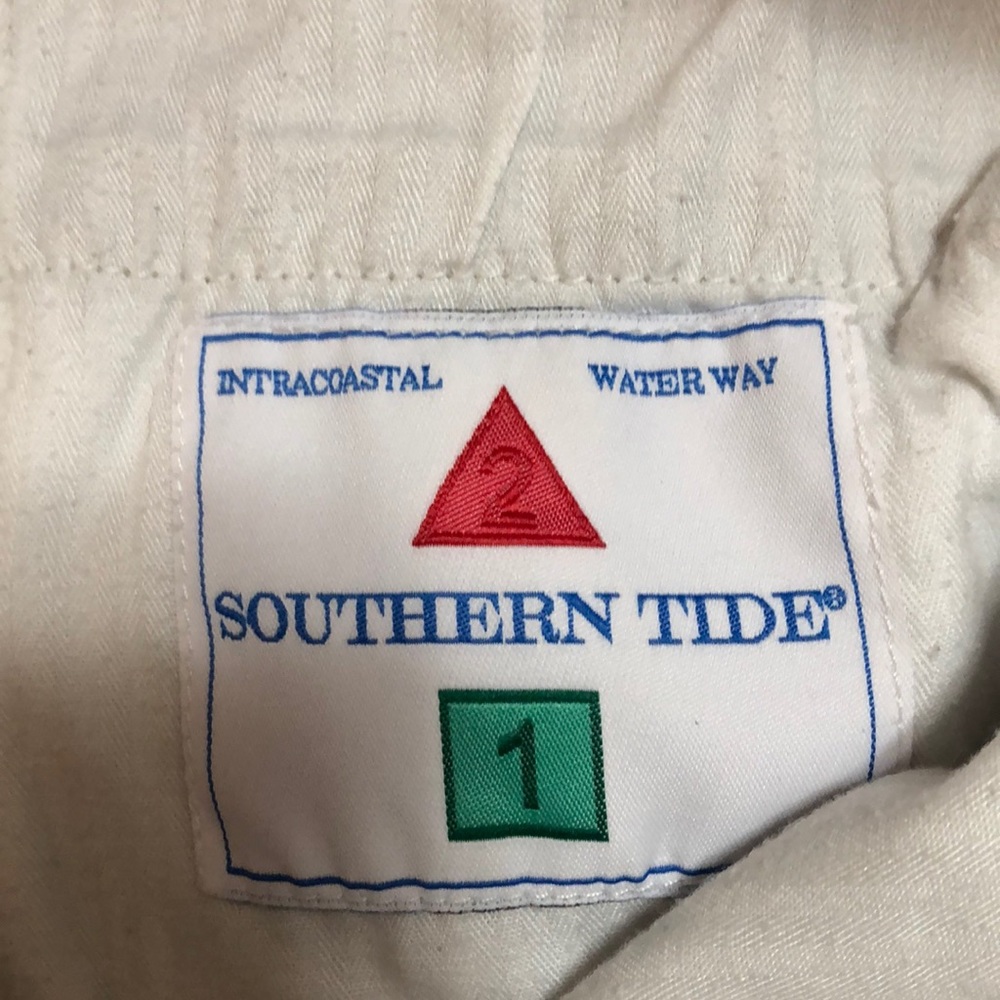 INTRACOASTAL WATER WAY
2
SOUTHERN TIDE®
1